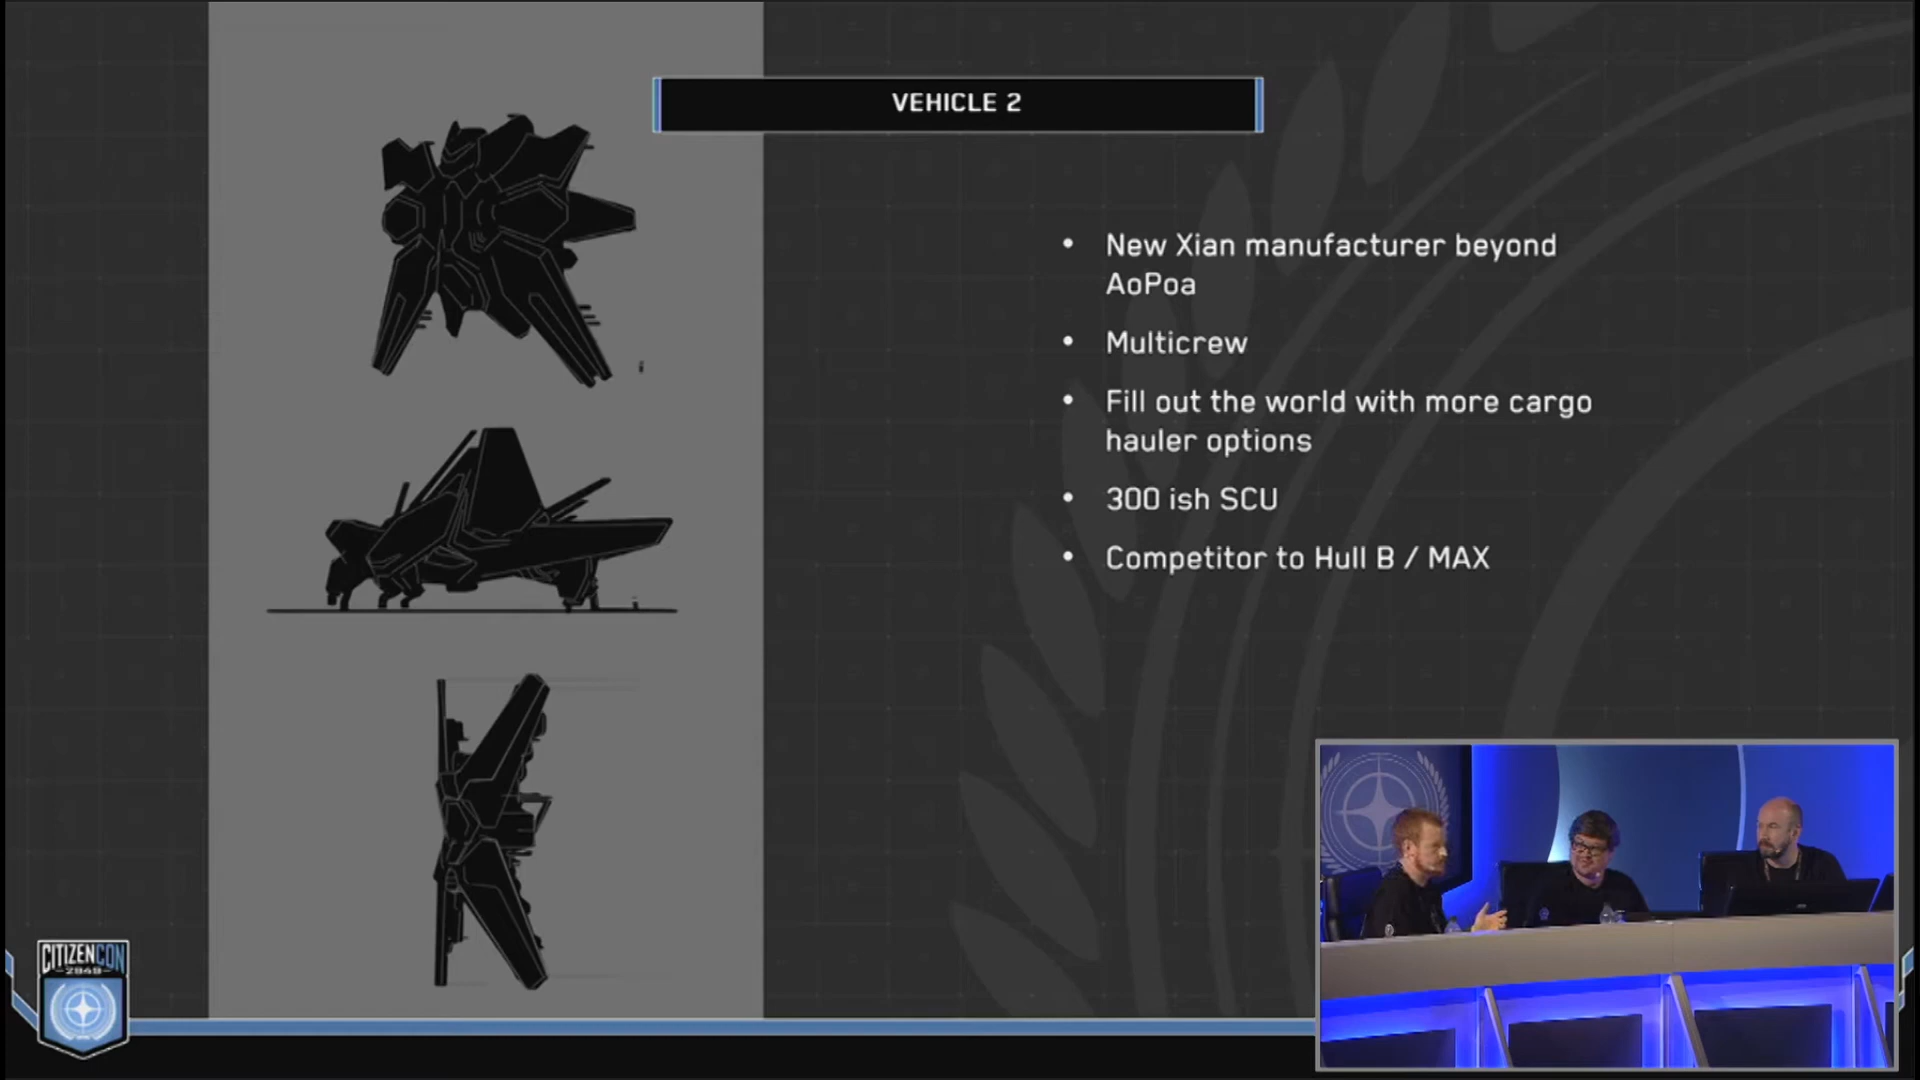 VEHICLE 2
• New Xian manufacturer beyond
AoPoa
• Multicrew
• Fill out the world with more cargo
hauler options
• 300 ish SCU
• Competitor to Hull B / MAX
CITIZENCON
2949